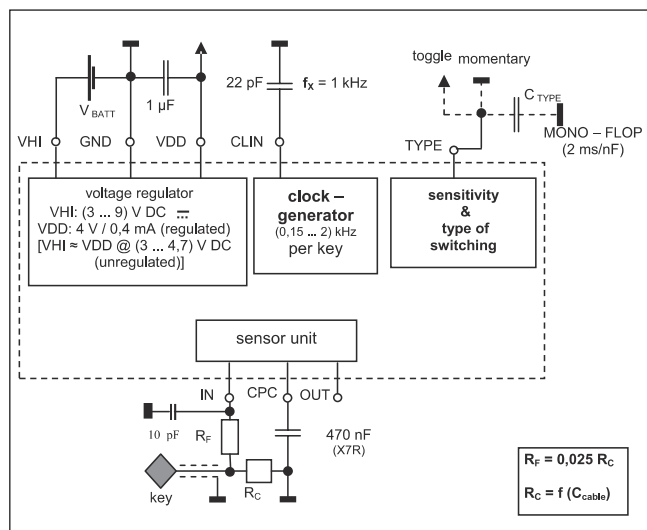 toggle momentary
22 pF
fX = 1 kHz
C TYPE
VBATT
1 µF
MONO – FLOP
(2 ms/nF)
VHI
GND
VDD
CLIN
TYPE
voltage regulator
VHI: (3 ... 9) V DC
VDD: 4 V / 0,4 mA (regulated)
[VHI ≈ VDD @ (3 ... 4,7) V DC
(unregulated)]
clock –
generator
(0,15 ... 2) kHz
per key
sensitivity
&
type of
switching
sensor unit
IN
CPC
OUT
10 pF
RF
470 nF
(X7R)
key
RC
RF = 0,025 RC
RC = f (Ccable)